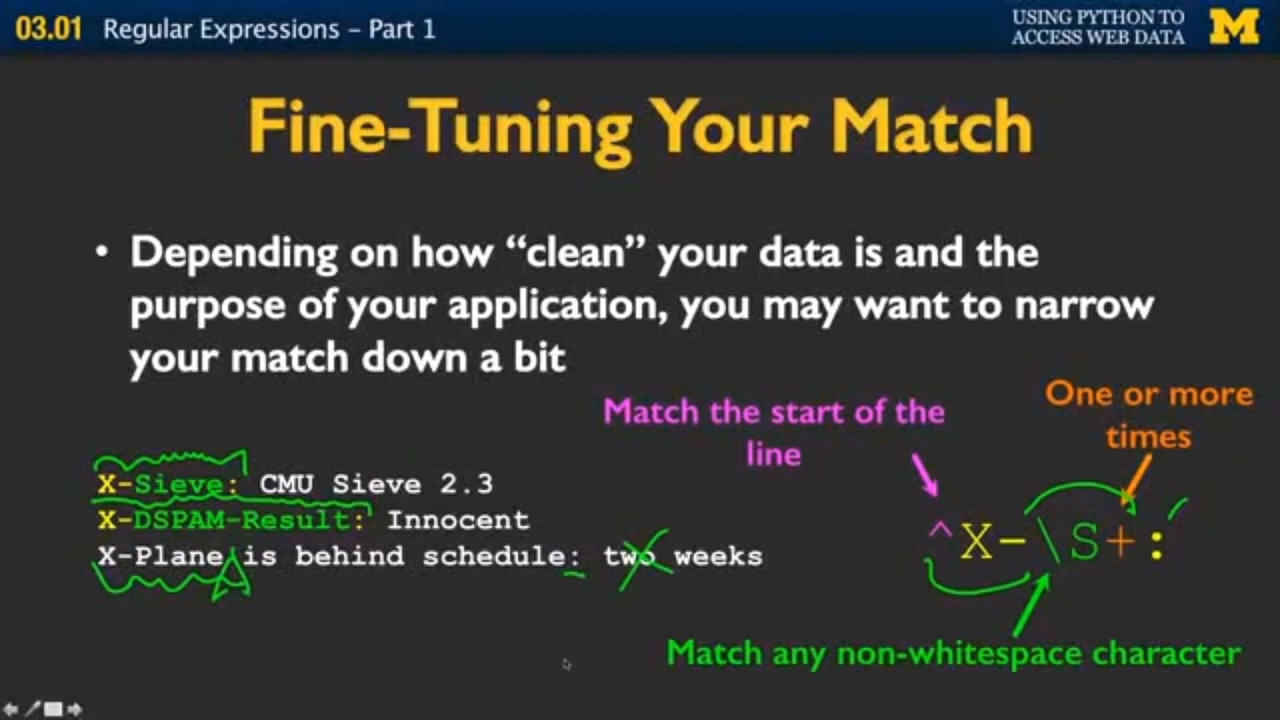 03.01 Regular Expressions – Part 1
USING PYTHON TO
ACCESS WEB DATA
M
Fine-Tuning Your Match
• Depending on how “clean” your data is and the
purpose of your application, you may want to narrow
your match down a bit
Match the start of the
line
One or more
times
X-Sieve: CMU Sieve 2.3
X-DSPAM-Result: Innocent
X-Plane is behind schedule: two weeks
^X-\S+:
Match any non-whitespace character